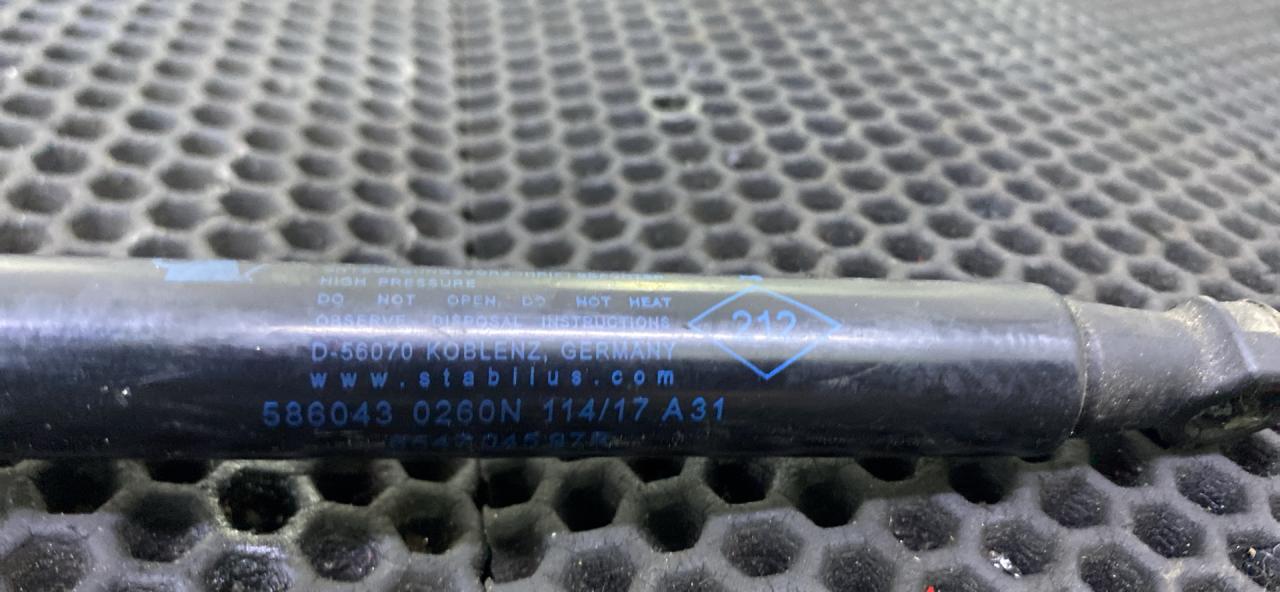 HIGH PRESSURE
DO NOT OPEN, DO NOT HEAT
OBSERVE DISPOSAL INSTRUCTIONS
D-56070 KOBLENZ, GERMANY
www.stabilus.com
586043 0260N 114/17 A31
212